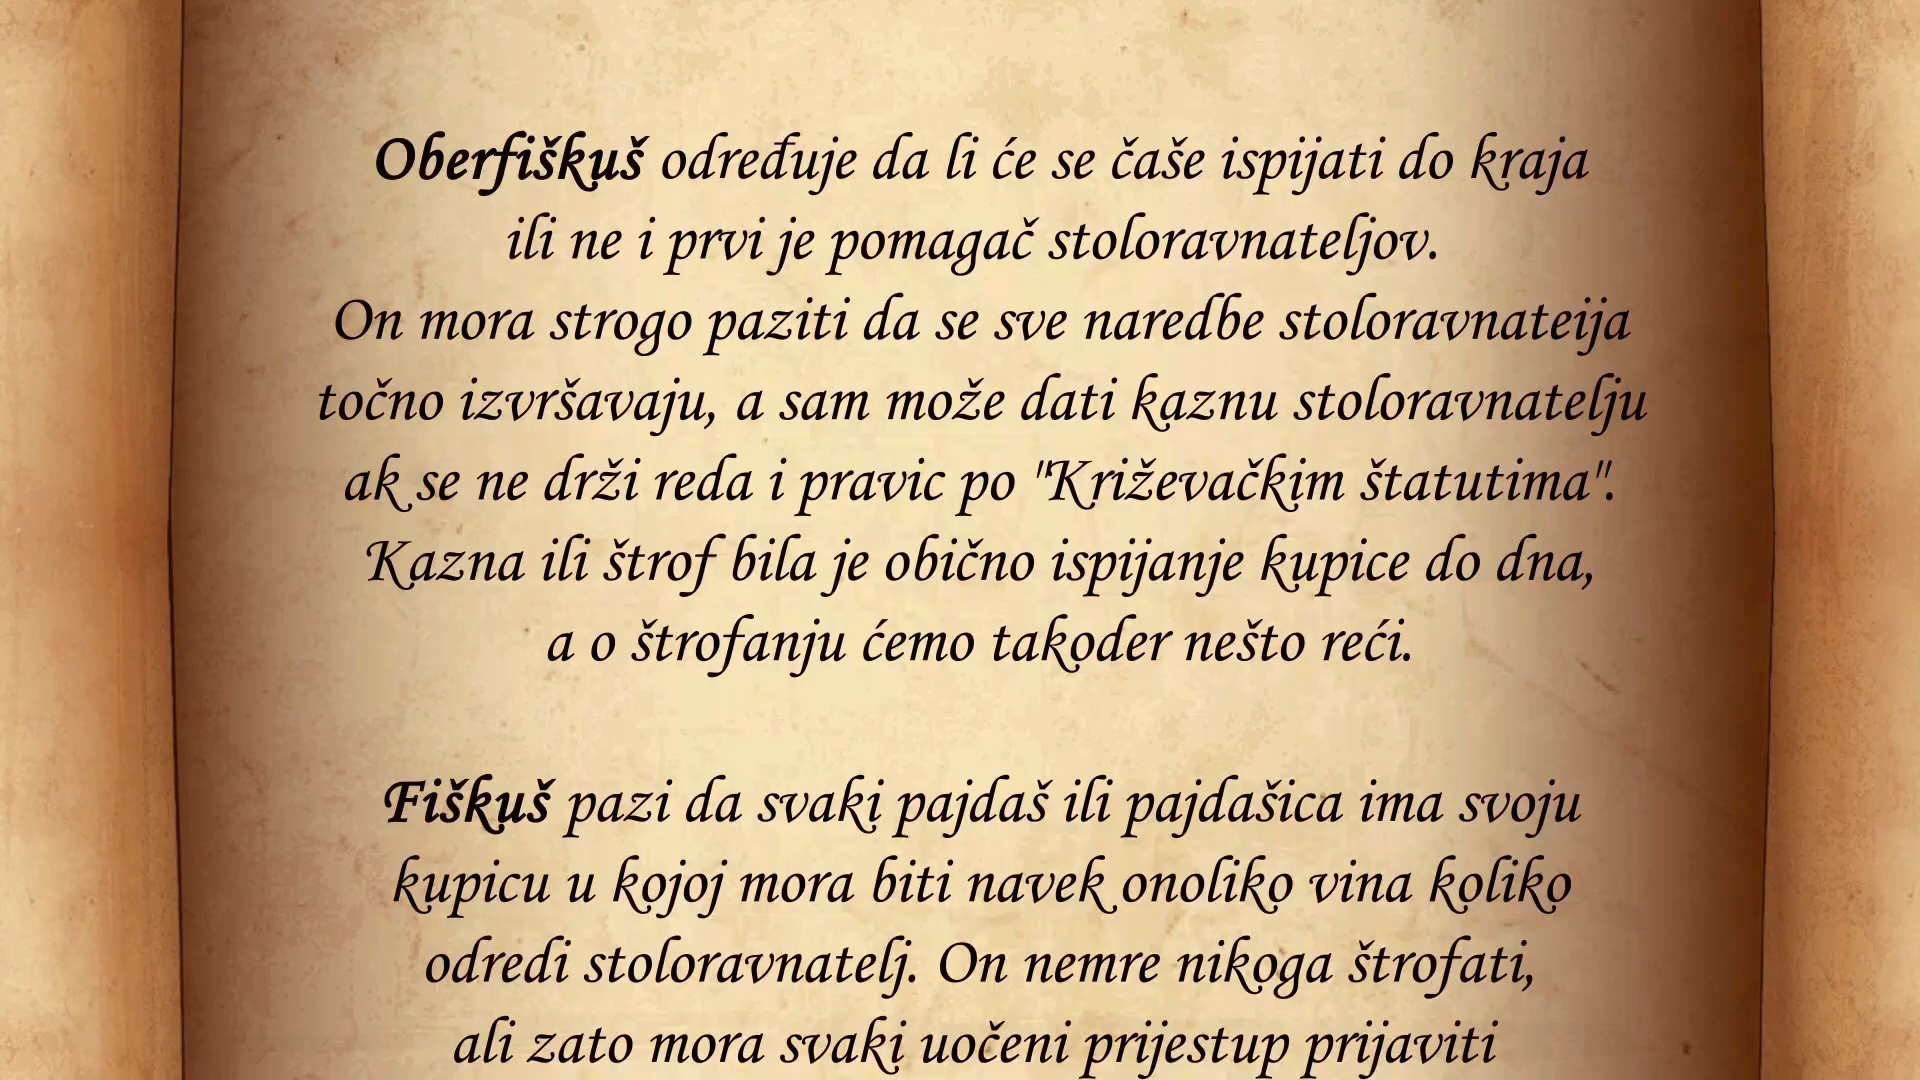 Oberfiškuš određuje da li će se čaše ispijati do kraja
ili ne i prvi je pomagač stoloravnateljov.
On mora strogo paziti da se sve naredbe stoloravnateija
točno izvršavaju, a sam može dati kaznu stoloravnatelju
ak se ne drži reda i pravic po "Križevačkim štatutima".
Kazna ili štrof bila je obično ispijanje kupice do dna,
a o štrofanju ćemo takoder nešto reći.
Fiškuš pazi da svaki pajdaš ili pajdašica ima svoju
kupicu u kojoj mora biti navek onoliko vina koliko
odredi stoloravnatelj. On nemre nikoga štrofati,
ali zato mora svaki uočeni prijestup prijaviti